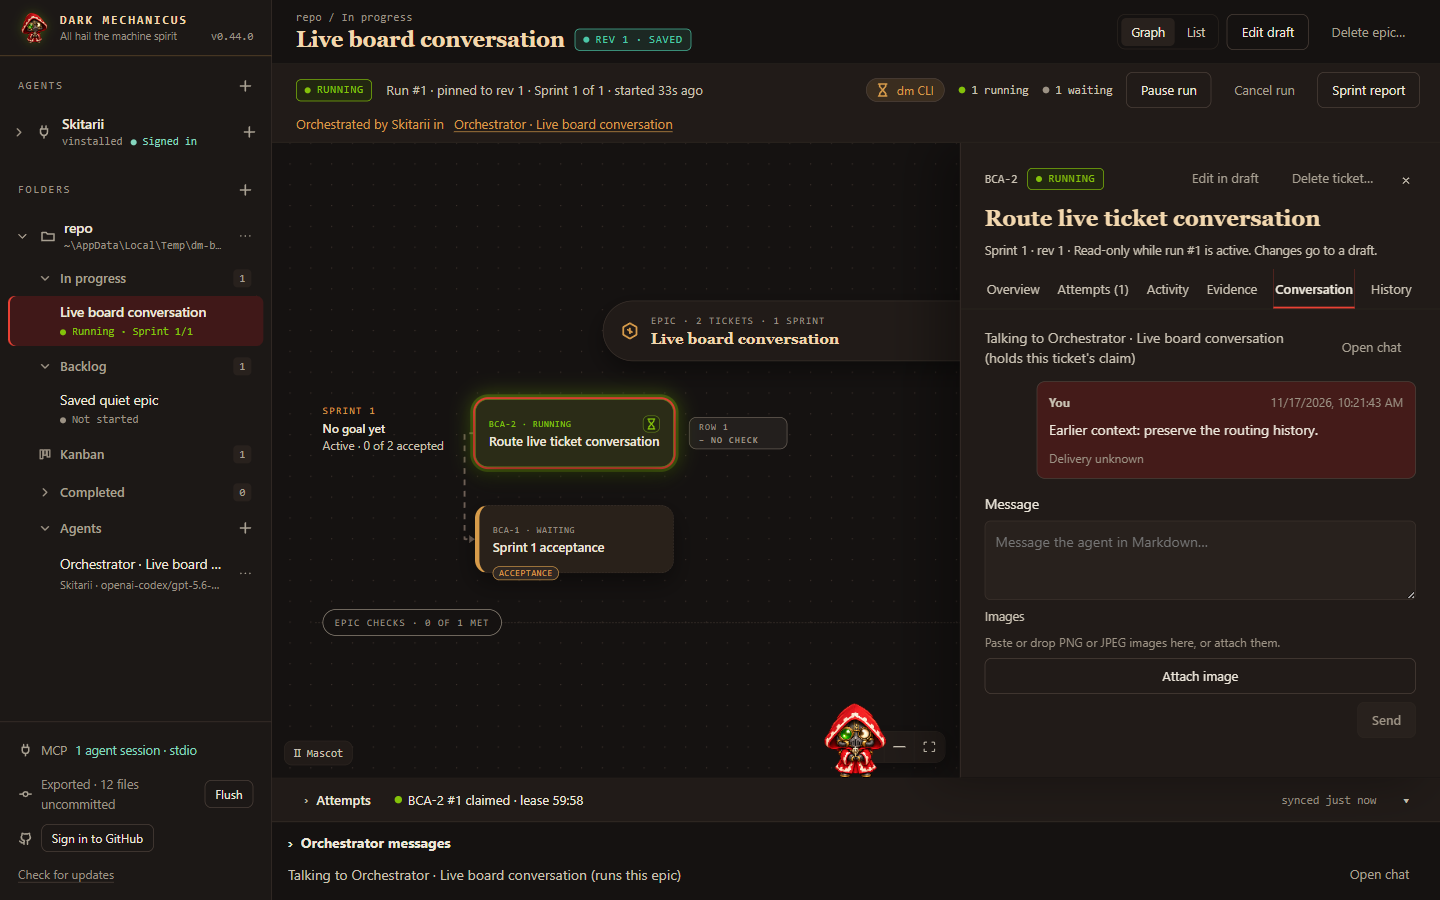 DARK MECHANICUS
All hail the machine spirit v0.44.0
AGENTS
Skitarii
vinstalled Signed in
FOLDERS
repo
~\AppData\Local\Temp\dm-b…
In progress 1
Live board conversation
Running · Sprint 1/1
Backlog 1
Saved quiet epic
Not started
Kanban 1
Completed 0
Agents
Orchestrator · Live board …
Skitarii · openai-codex/gpt-5.6-…
MCP 1 agent session · stdio
Exported · 12 files
uncommitted
Flush
Sign in to GitHub
Check for updates
repo / In progress
Live board conversation
REV 1 · SAVED
Graph List Edit draft Delete epic…
RUNNING Run #1 · pinned to rev 1 · Sprint 1 of 1 · started 33s ago
dm CLI 1 running 1 waiting Pause run Cancel run Sprint report
Orchestrated by Skitarii in Orchestrator · Live board conversation
EPIC · 2 TICKETS · 1 SPRINT
Live board conversation
SPRINT 1
No goal yet
Active · 0 of 2 accepted
BCA-2 · RUNNING
Route live ticket conversation
ROW 1
– NO CHECK
BCA-1 · WAITING
Sprint 1 acceptance
ACCEPTANCE
EPIC CHECKS · 0 OF 1 MET
Mascot
BCA-2 RUNNING Edit in draft Delete ticket… ×
Route live ticket conversation
Sprint 1 · rev 1 · Read-only while run #1 is active. Changes go to a draft.
Overview Attempts (1) Activity Evidence Conversation History
Talking to Orchestrator · Live board conversation
(holds this ticket's claim)
Open chat
You 11/17/2026, 10:21:43 AM
Earlier context: preserve the routing history.
Delivery unknown
Message
Message the agent in Markdown…
Images
Paste or drop PNG or JPEG images here, or attach them.
Attach image
Send
Attempts BCA-2 #1 claimed · lease 59:58 synced just now
Orchestrator messages
Talking to Orchestrator · Live board conversation (runs this epic) Open chat